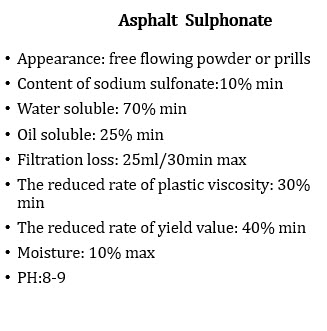 Asphalt Sulphonate
• Appearance: free flowing powder or prills
• Content of sodium sulfonate:10% min
• Water soluble: 70% min
• Oil soluble: 25% min
• Filtration loss: 25ml/30min max
• The reduced rate of plastic viscosity: 30%
min
• The reduced rate of yield value: 40% min
• Moisture: 10% max
• PH:8-9